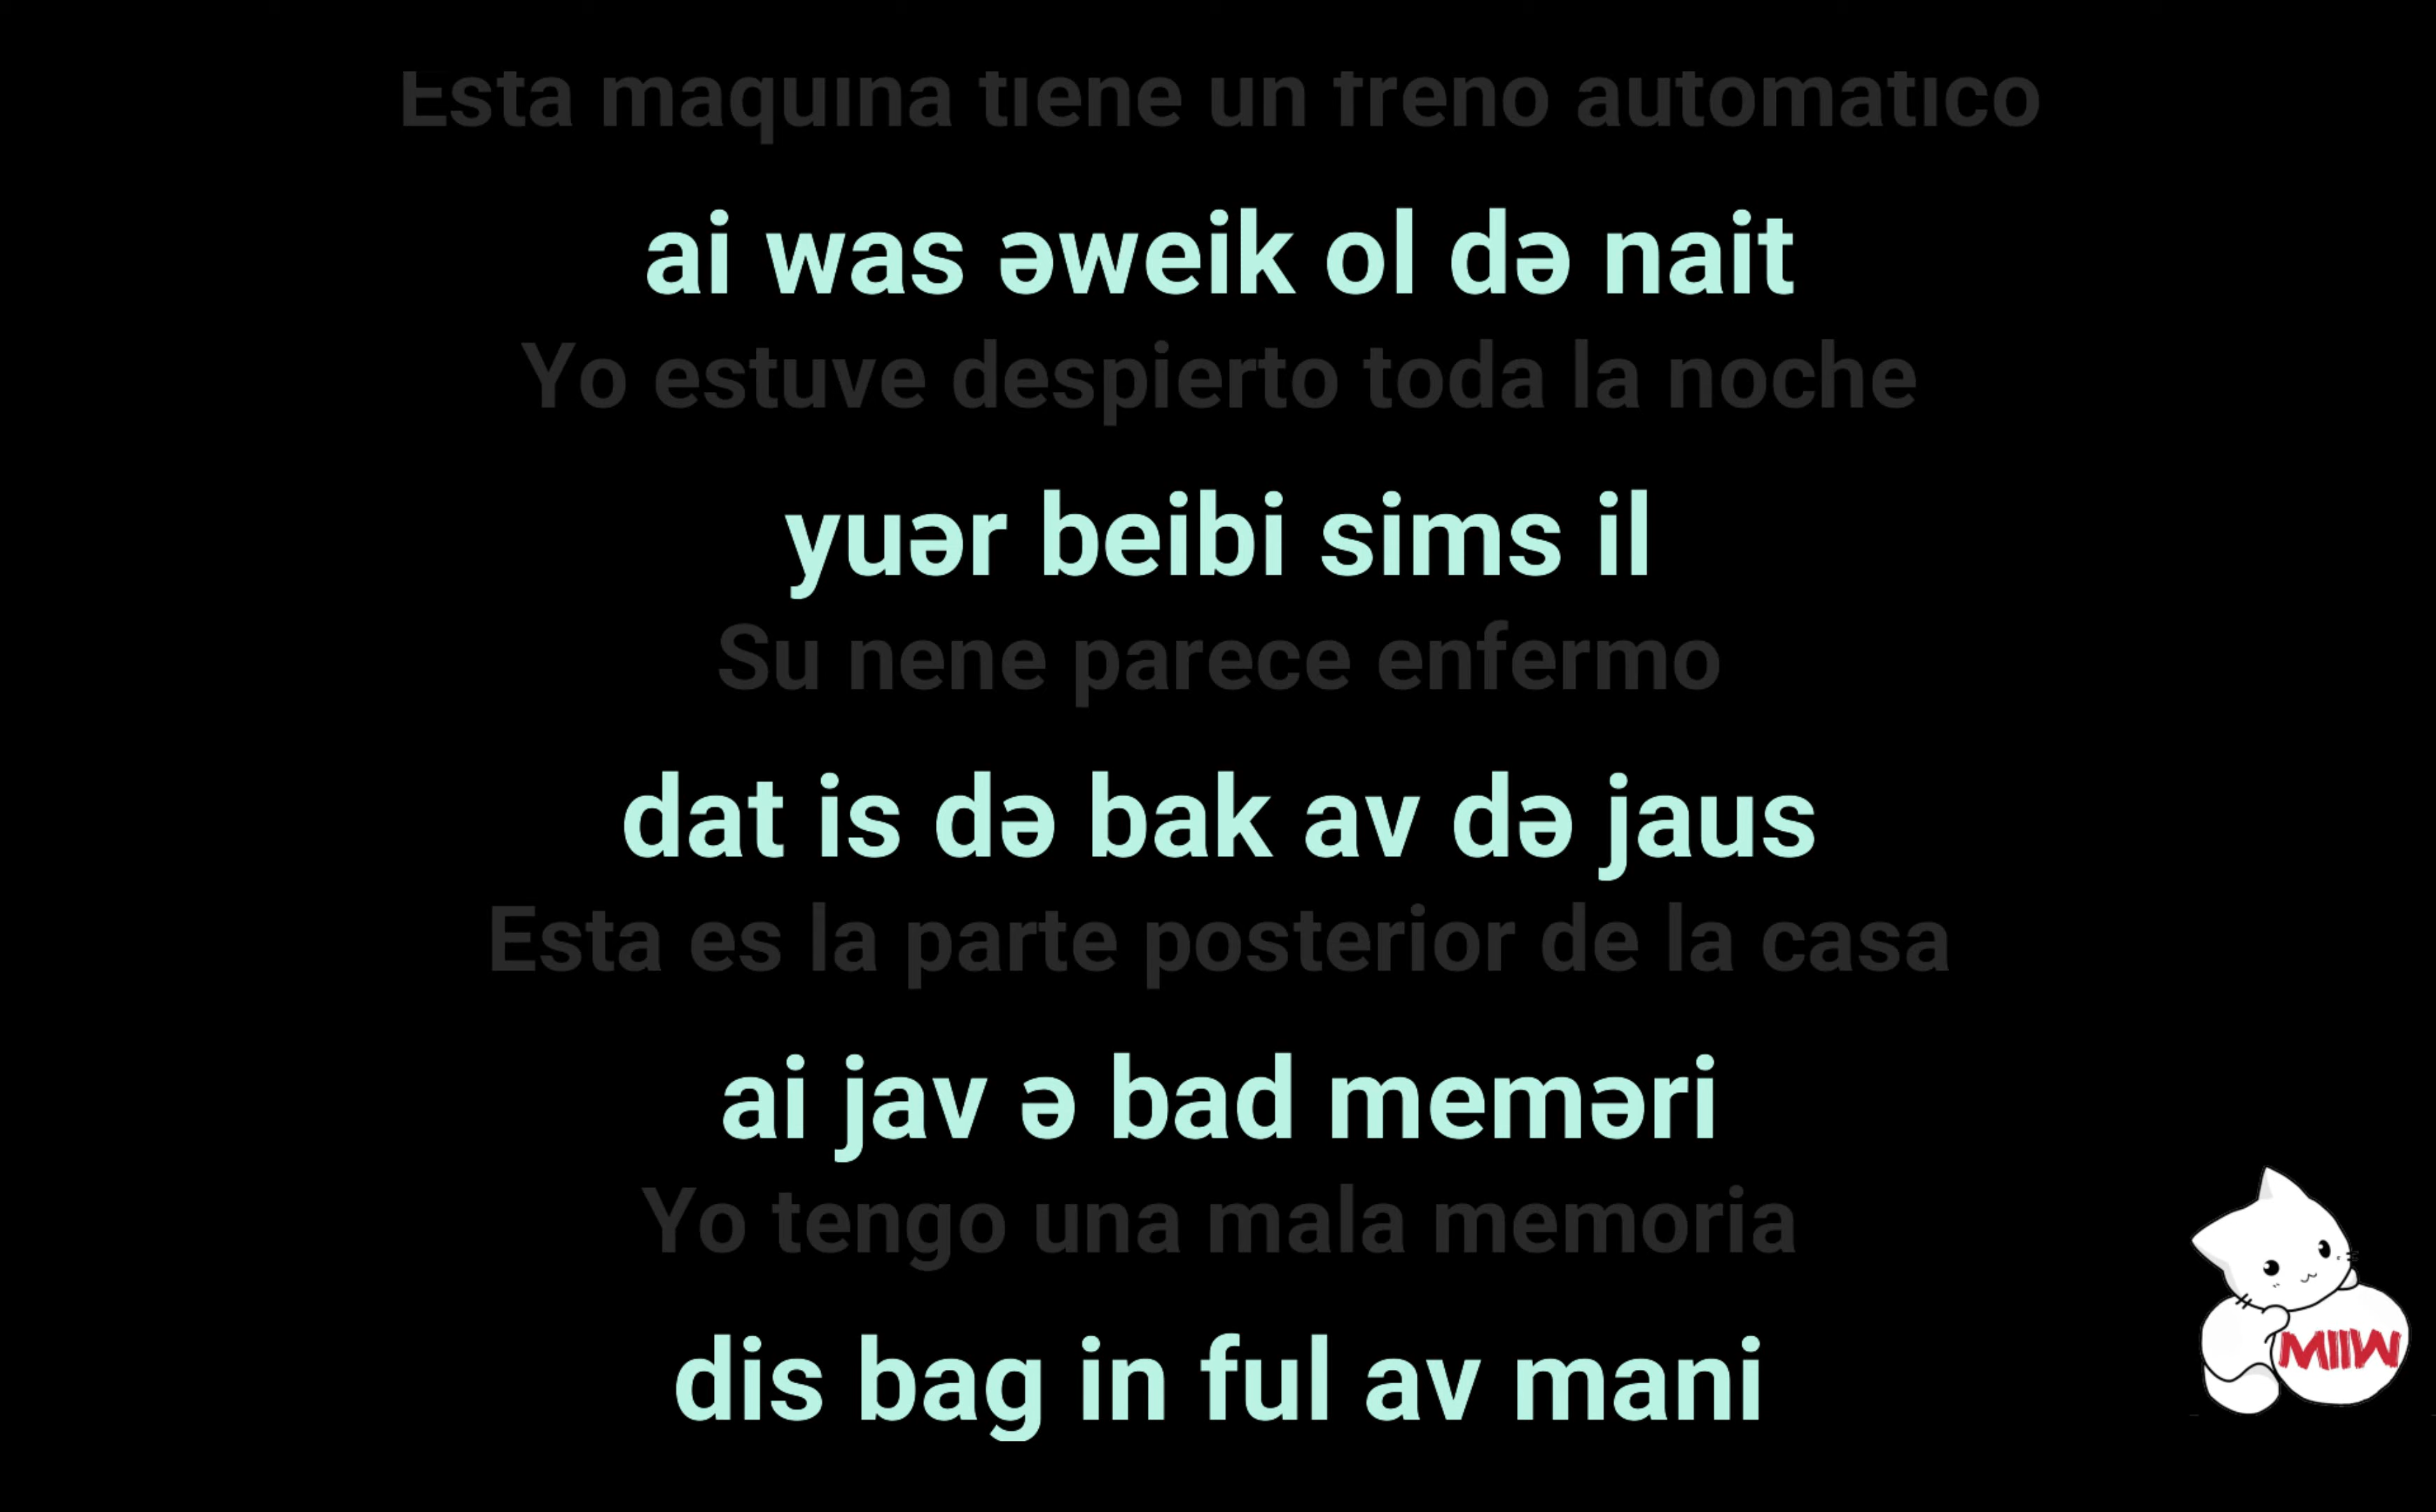 Esta maquina tiene un freno automatico
ai was əweik ol də nait
Yo estuve despierto toda la noche
yuər beibi sims il
Su nene parece enfermo
dat is də bak av də jaus
Esta es la parte posterior de la casa
ai jav ə bad meməri
Yo tengo una mala memoria
dis bag in ful av mani
MIIW